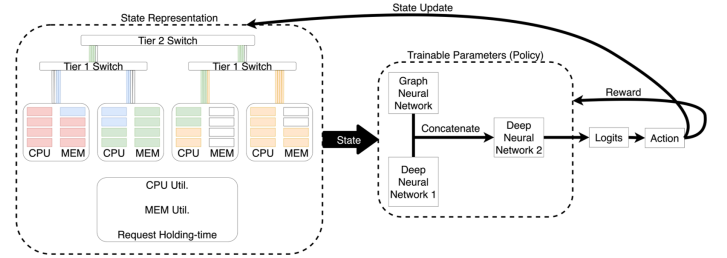 State Representation
Tier 2 Switch
Tier 1 Switch
Tier 1 Switch
CPU MEM
CPU MEM
CPU MEM
CPU MEM
CPU Util.
MEM Util.
Request Holding-time
State
State Update
Trainable Parameters (Policy)
Graph
Neural
Network
Concatenate
Deep
Neural
Network 1
Deep
Neural
Network 2
Logits
Action
Reward